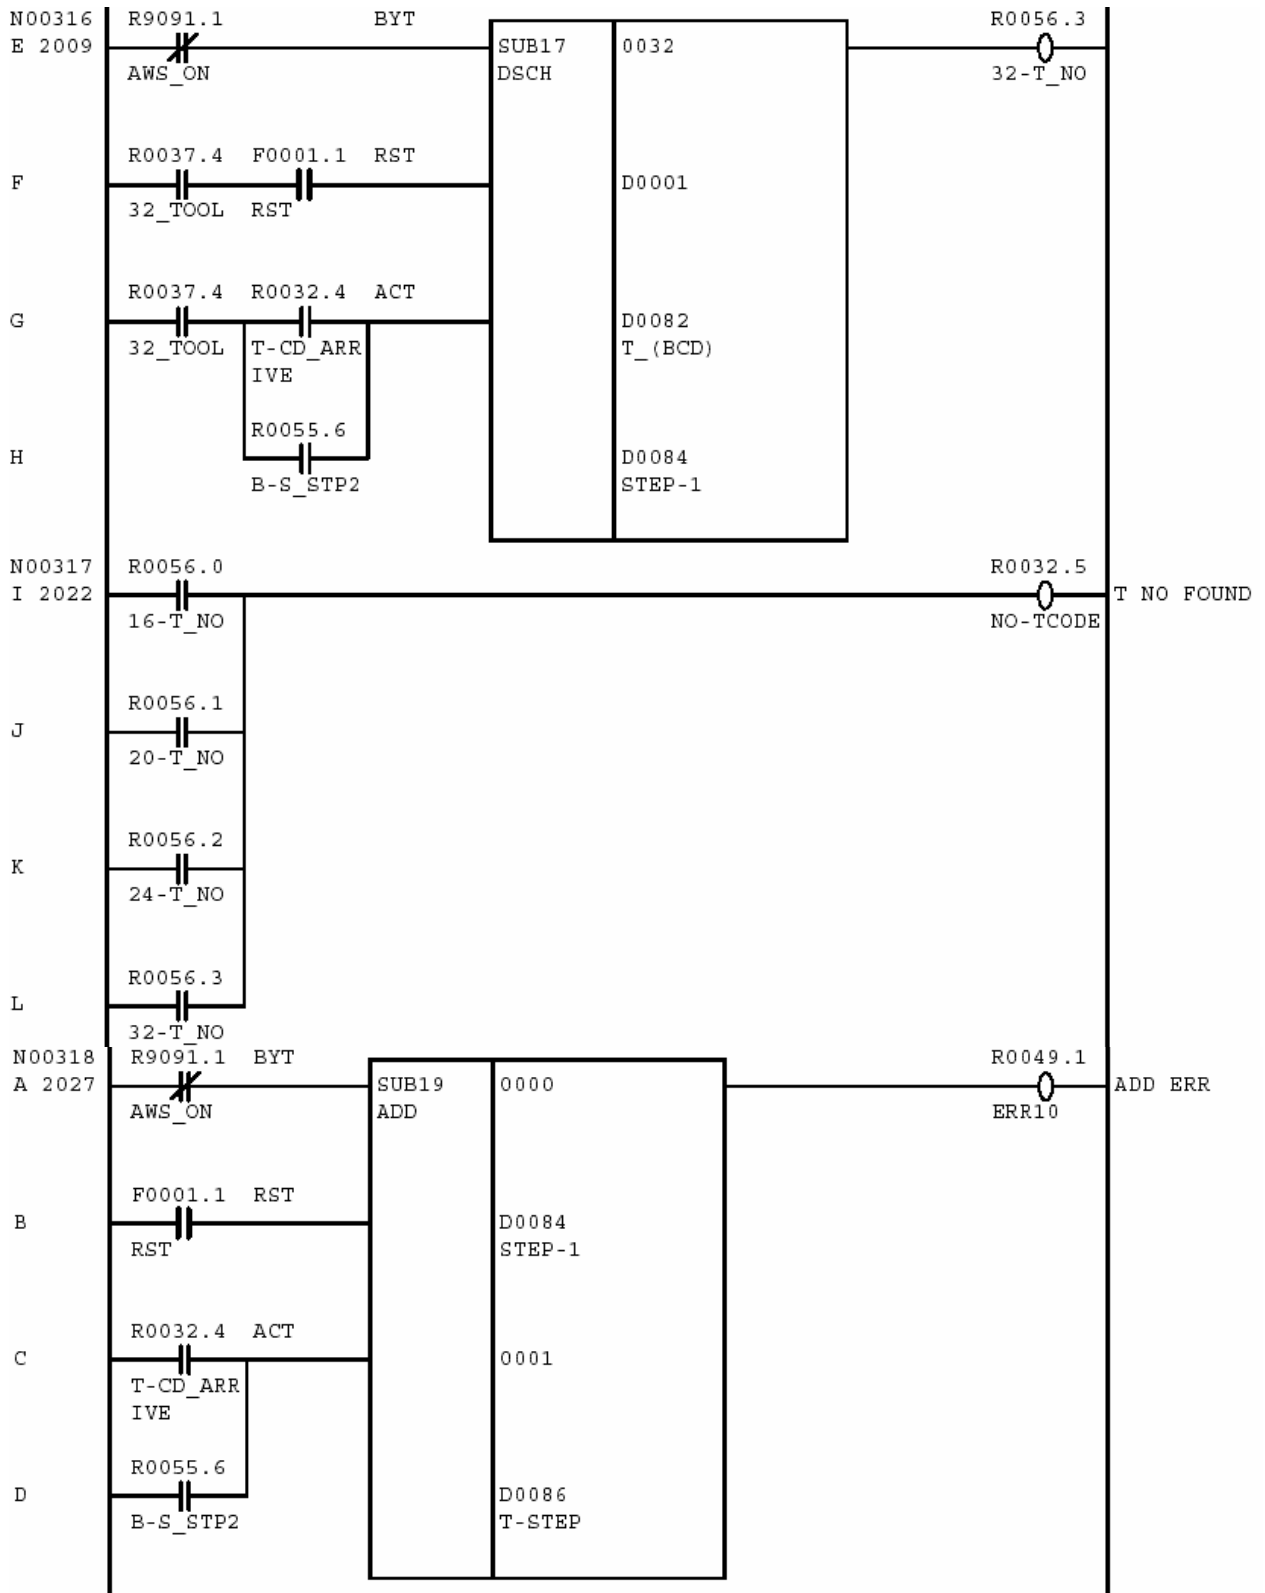 N00316 R9091.1 BYT R0056.3
E 2009 SUB17 0032
AWS_ON DSCH 32-T_NO
R0037.4 F0001.1 RST
F D0001
32_TOOL RST
R0037.4 R0032.4 ACT
G D0082
32_TOOL T-CD_ARR T_(BCD)
IVE
R0055.6
H D0084
B-S_STP2 STEP-1
N00317 R0056.0 R0032.5
I 2022 T NO FOUND
16-T_NO NO-TCODE
R0056.1
J
20-T_NO
R0056.2
K
24-T_NO
R0056.3
L
32-T_NO
N00318 R9091.1 BYT R0049.1
A 2027 SUB19 0000 ADD ERR
AWS_ON ADD ERR10
F0001.1 RST
B D0084
RST STEP-1
R0032.4 ACT
C 0001
T-CD_ARR
IVE
R0055.6
D D0086
B-S_STP2 T-STEP